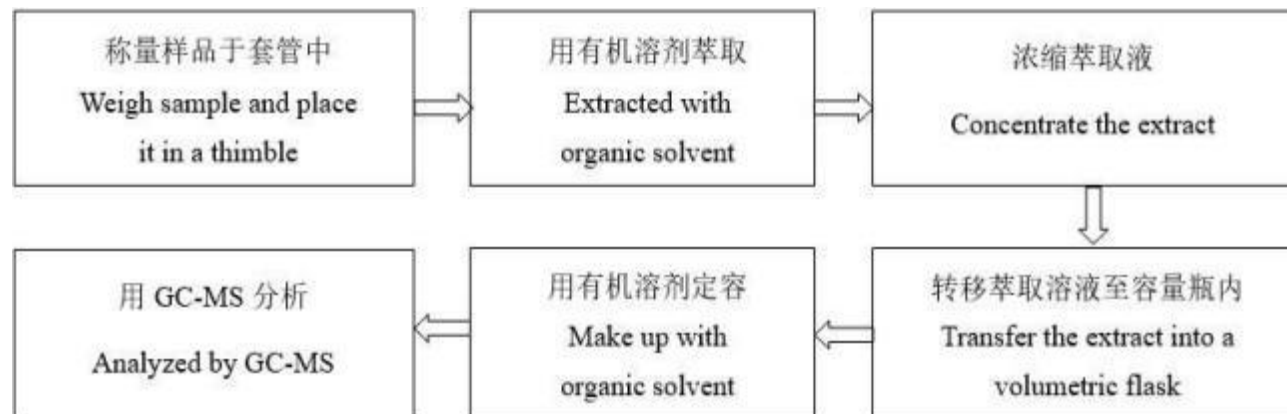 称量样品于套管中
Weigh sample and place
it in a thimble
用有机溶剂萃取
Extracted with
organic solvent
浓缩萃取液
Concentrate the extract
转移萃取溶液至容量瓶内
Transfer the extract into a
volumetric flask
用有机溶剂定容
Make up with
organic solvent
用 GC-MS 分析
Analyzed by GC-MS